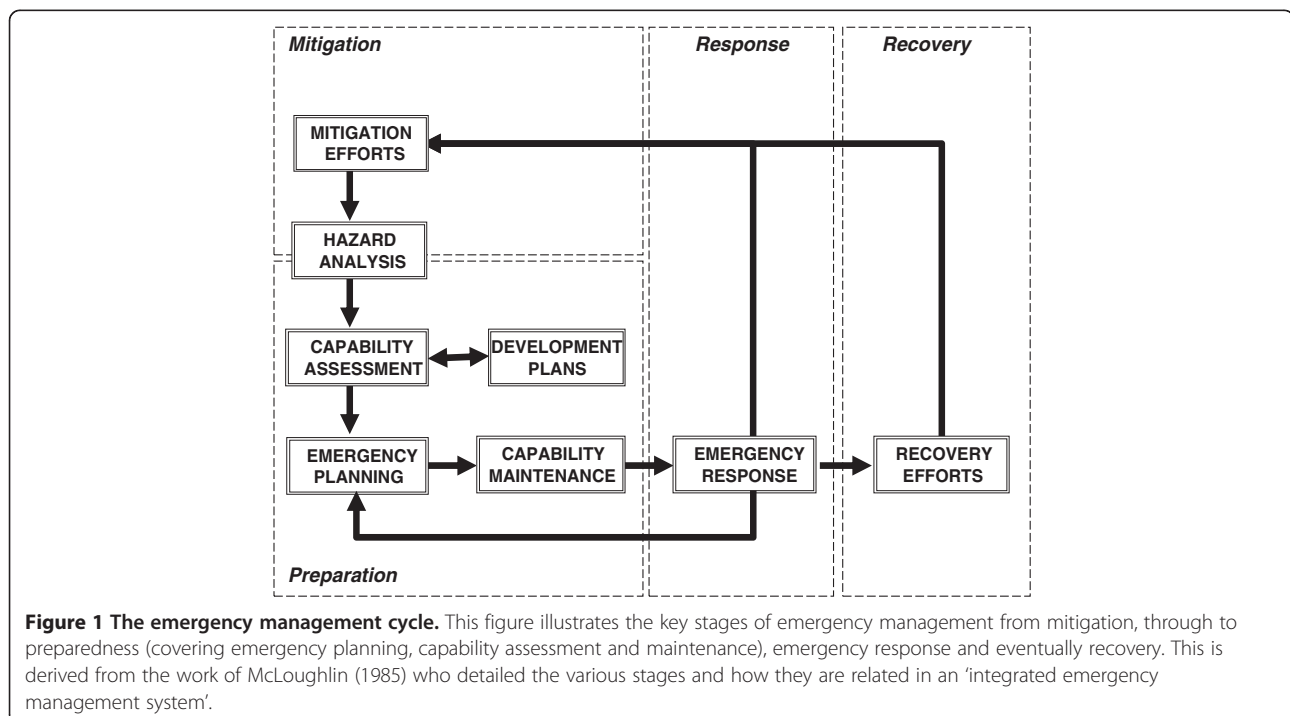 Mitigation
Response
Recovery
MITIGATION
EFFORTS
HAZARD
ANALYSIS
CAPABILITY
ASSESSMENT
DEVELOPMENT
PLANS
EMERGENCY
PLANNING
CAPABILITY
MAINTENANCE
EMERGENCY
RESPONSE
RECOVERY
EFFORTS
Preparation
Figure 1 The emergency management cycle. This figure illustrates the key stages of emergency management from mitigation, through to
preparedness (covering emergency planning, capability assessment and maintenance), emergency response and eventually recovery. This is
derived from the work of McLoughlin (1985) who detailed the various stages and how they are related in an ‘integrated emergency
management system’.